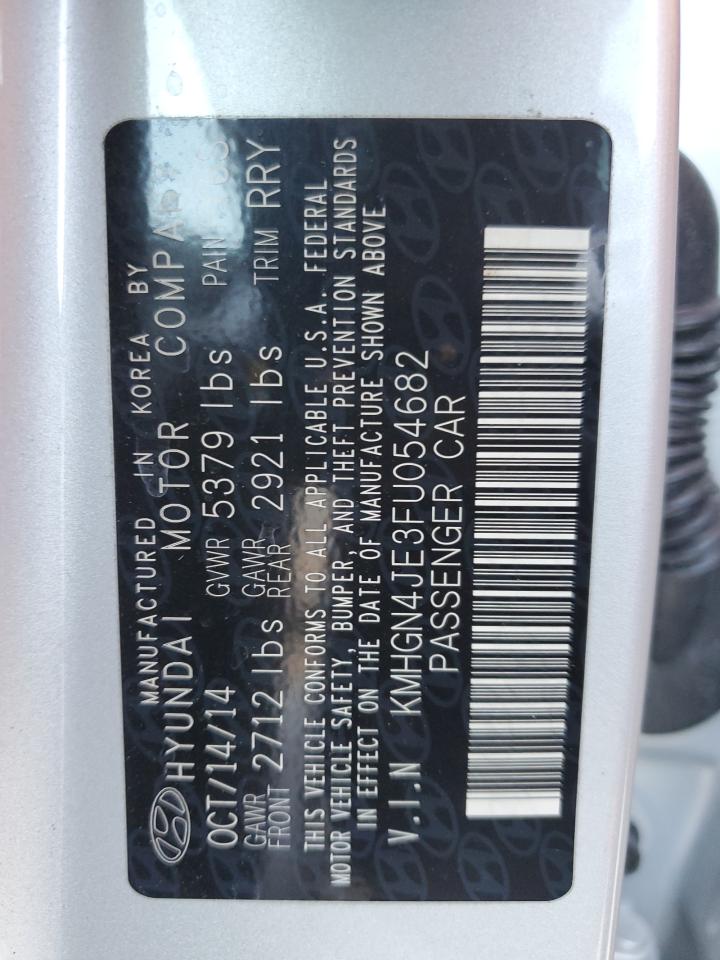 MANUFACTURED IN KOREA BY
HYUNDAI MOTOR COMPANY
OCT/14/14 GVWR 5379 lbs
GAWR FRONT 2712 lbs GAWR REAR 2921 lbs TRIM RRY
THIS VEHICLE CONFORMS TO ALL APPLICABLE U.S.A. FEDERAL
MOTOR VEHICLE SAFETY, BUMPER, AND THEFT PREVENTION STANDARDS
IN EFFECT ON THE DATE OF MANUFACTURE SHOWN ABOVE
V.I.N KMHGN4JE3FU054682
PASSENGER CAR